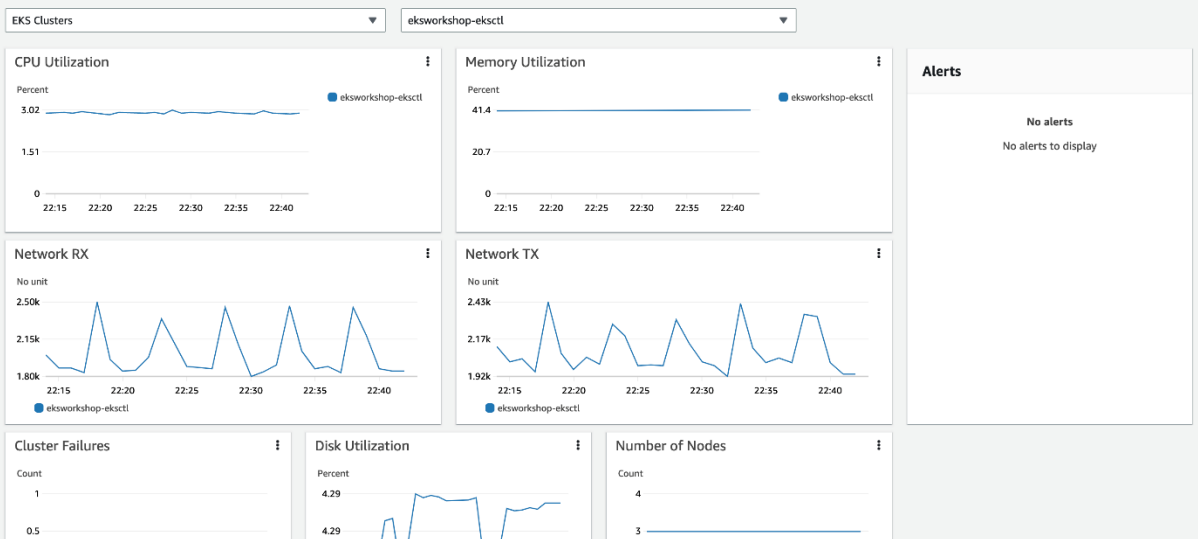 EKS Clusters
eksworkshop-eksctl
CPU Utilization
Percent
3.02
1.51
0
22:15 22:20 22:25 22:30 22:35 22:40
eksworkshop-eksctl
Memory Utilization
Percent
41.4
20.7
0
22:15 22:20 22:25 22:30 22:35 22:40
eksworkshop-eksctl
Alerts
No alerts
No alerts to display
Network RX
No unit
2.50k
2.15k
1.80k
22:15 22:20 22:25 22:30 22:35 22:40
eksworkshop-eksctl
Network TX
No unit
2.43k
2.17k
1.92k
22:15 22:20 22:25 22:30 22:35 22:40
eksworkshop-eksctl
Cluster Failures
Count
1
0.5
Disk Utilization
Percent
4.29
4.29
Number of Nodes
Count
4
3